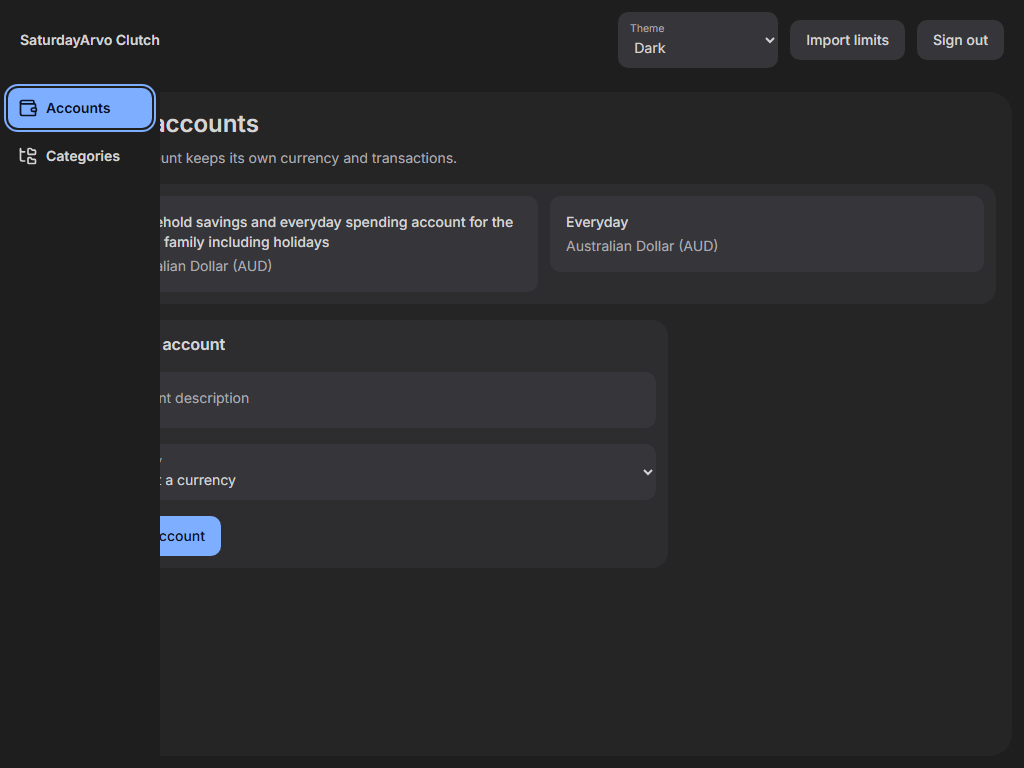 SaturdayArvo Clutch
Theme
Dark
Import limits
Sign out
Accounts
Categories
accounts
unt keeps its own currency and transactions.
ehold savings and everyday spending account for the
family including holidays
alian Dollar (AUD)
Everyday
Australian Dollar (AUD)
account
nt description
a currency
ccount